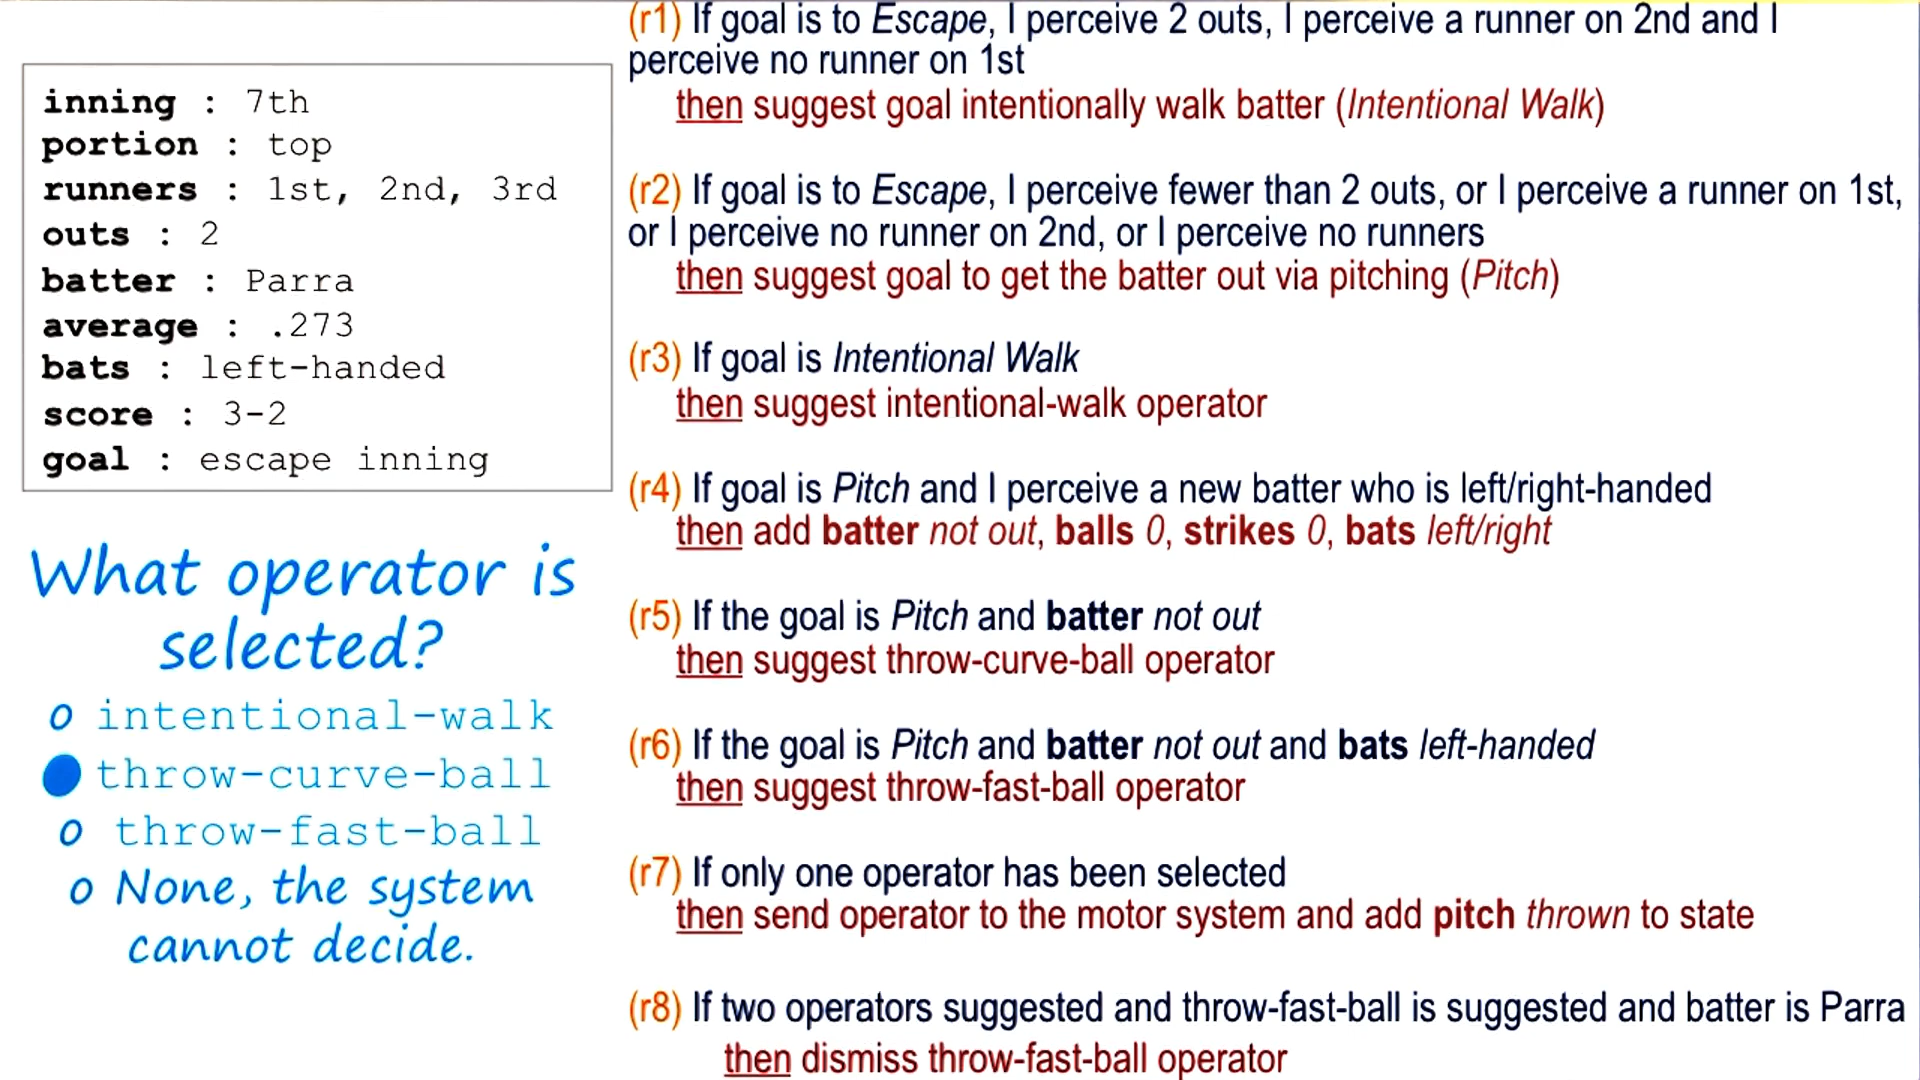 inning : 7th
portion : top
runners : 1st, 2nd, 3rd
outs : 2
batter : Parra
average : .273
bats : left-handed
score : 3-2
goal : escape inning
What operator is
selected?
o intentional-walk
throw-curve-ball
o throw-fast-ball
o None, the system
cannot decide.
(r1) If goal is to Escape, I perceive 2 outs, I perceive a runner on 2nd and I
perceive no runner on 1st
then suggest goal intentionally walk batter (Intentional Walk)
(r2) If goal is to Escape, I perceive fewer than 2 outs, or I perceive a runner on 1st,
or I perceive no runner on 2nd, or I perceive no runners
then suggest goal to get the batter out via pitching (Pitch)
(r3) If goal is Intentional Walk
then suggest intentional-walk operator
(r4) If goal is Pitch and I perceive a new batter who is left/right-handed
then add batter not out, balls 0, strikes 0, bats left/right
(r5) If the goal is Pitch and batter not out
then suggest throw-curve-ball operator
(r6) If the goal is Pitch and batter not out and bats left-handed
then suggest throw-fast-ball operator
(r7) If only one operator has been selected
then send operator to the motor system and add pitch thrown to state
(r8) If two operators suggested and throw-fast-ball is suggested and batter is Parra
then dismiss throw-fast-ball operator